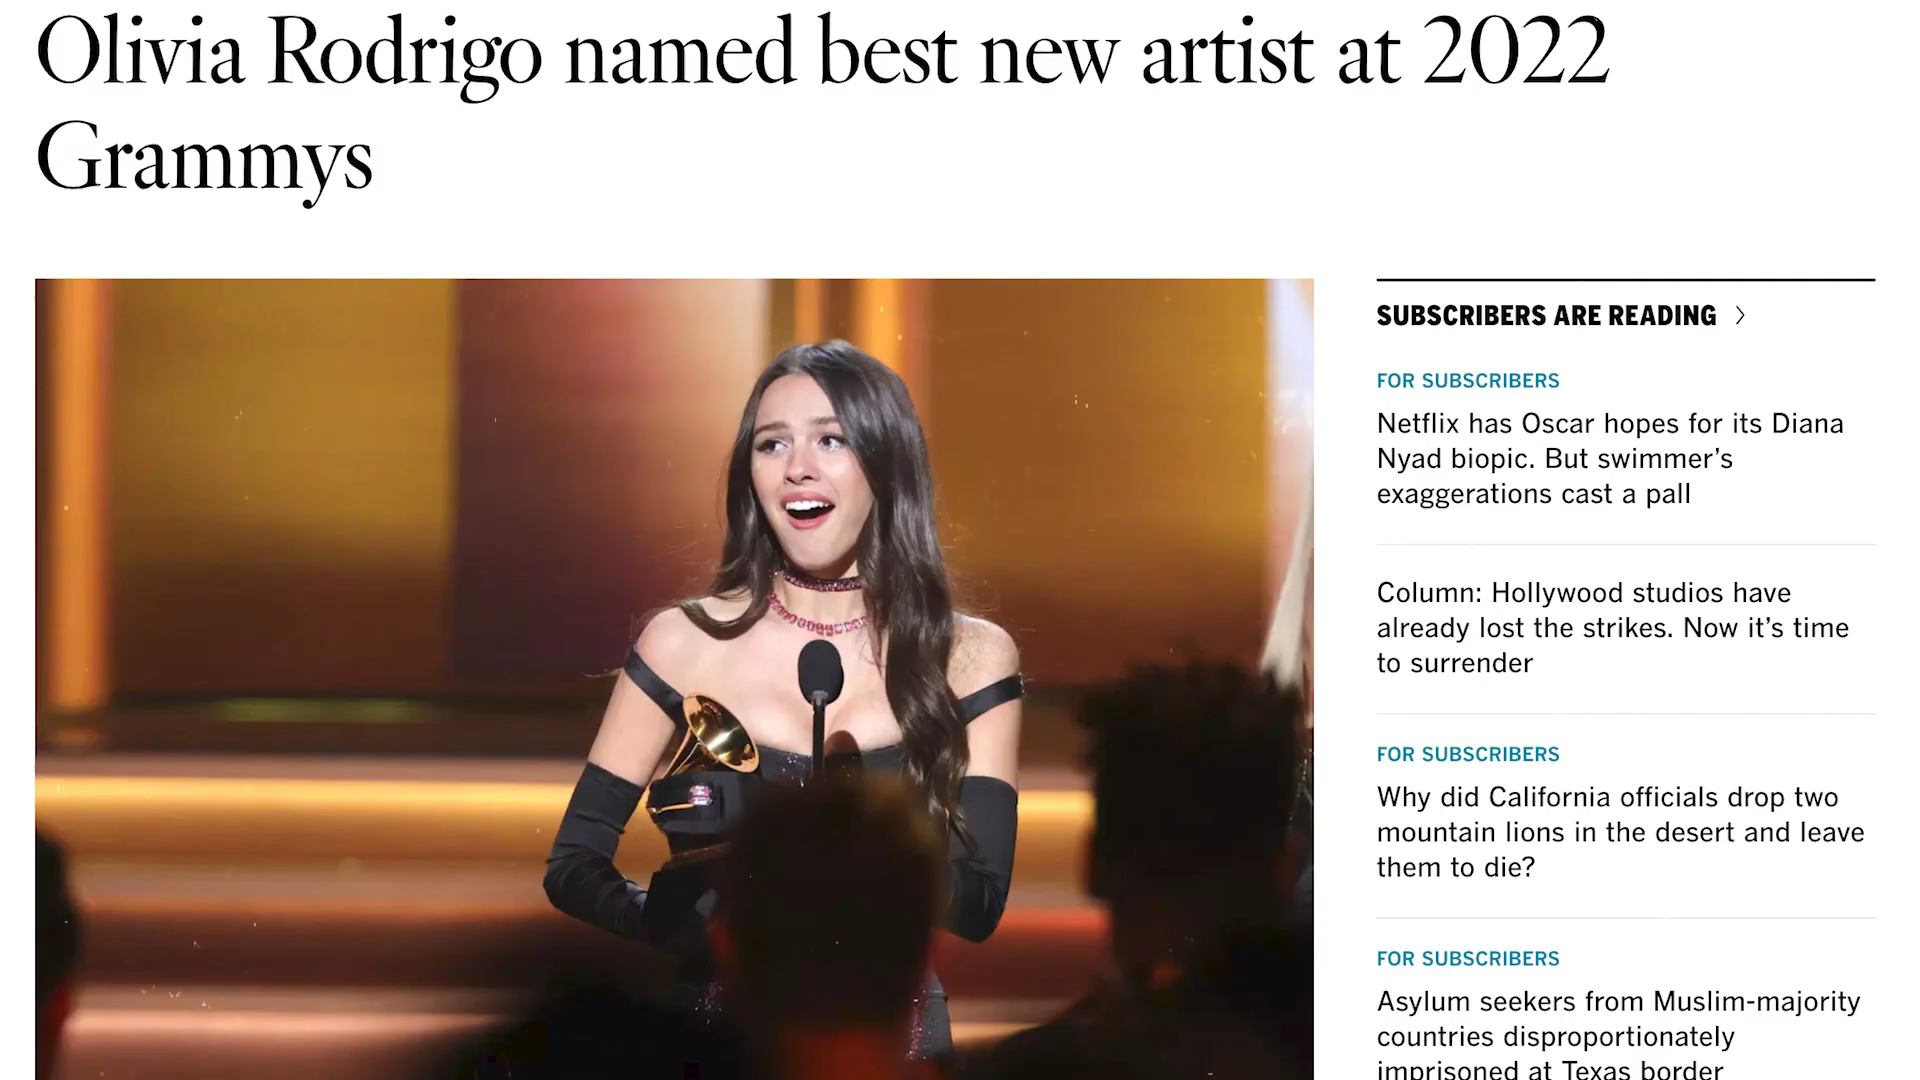 Olivia Rodrigo named best new artist at 2022
Grammys
SUBSCRIBERS ARE READING
FOR SUBSCRIBERS
Netflix has Oscar hopes for its Diana
Nyad biopic. But swimmer’s
exaggerations cast a pall
Column: Hollywood studios have
already lost the strikes. Now it’s time
to surrender
FOR SUBSCRIBERS
Why did California officials drop two
mountain lions in the desert and leave
them to die?
FOR SUBSCRIBERS
Asylum seekers from Muslim-majority
countries disproportionately
imprisoned at Texas border